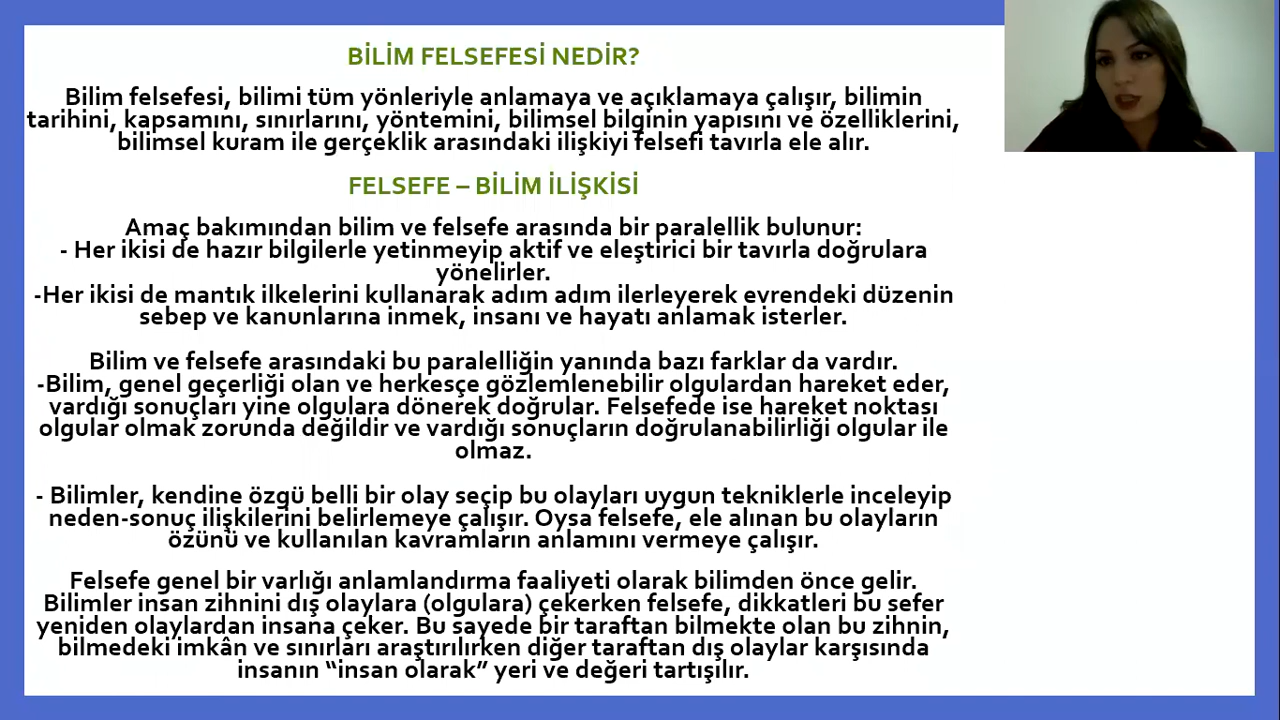 BİLİM FELSEFESİ NEDİR?
Bilim felsefesi, bilimi tüm yönleriyle anlamaya ve açıklamaya çalışır, bilimin
tarihini, kapsamını, sınırlarını, yöntemini, bilimsel bilginin yapısını ve özelliklerini,
bilimsel kuram ile gerçeklik arasındaki ilişkiyi felsefi tavırla ele alır.
FELSEFE – BİLİM İLİŞKİSİ
Amaç bakımından bilim ve felsefe arasında bir paralellik bulunur:
- Her ikisi de hazır bilgilerle yetinmeyip aktif ve eleştirici bir tavırla doğrulara
yönelirler.
-Her ikisi de mantık ilkelerini kullanarak adım adım ilerleyerek evrendeki düzenin
sebep ve kanunlarına inmek, insanı ve hayatı anlamak isterler.
Bilim ve felsefe arasındaki bu paralelliğin yanında bazı farklar da vardır.
-Bilim, genel geçerliği olan ve herkesçe gözlemlenebilir olgulardan hareket eder,
vardığı sonuçları yine olgulara dönerek doğrular. Felsefede ise hareket noktası
olgular olmak zorunda değildir ve vardığı sonuçların doğrulanabilirliği olgular ile
olmaz.
- Bilimler, kendine özgü belli bir olay seçip bu olayları uygun tekniklerle inceleyip
neden-sonuç ilişkilerini belirlemeye çalışır. Oysa felsefe, ele alınan bu olayların
özünü ve kullanılan kavramların anlamını vermeye çalışır.
Felsefe genel bir varlığı anlamlandırma faaliyeti olarak bilimden önce gelir.
Bilimler insan zihnini dış olaylara (olgulara) çekerken felsefe, dikkatleri bu sefer
yeniden olaylardan insana çeker. Bu sayede bir taraftan bilmekte olan bu zihnin,
bilmedeki imkân ve sınırları araştırılırken diğer taraftan dış olaylar karşısında
insanın “insan olarak” yeri ve değeri tartışılır.